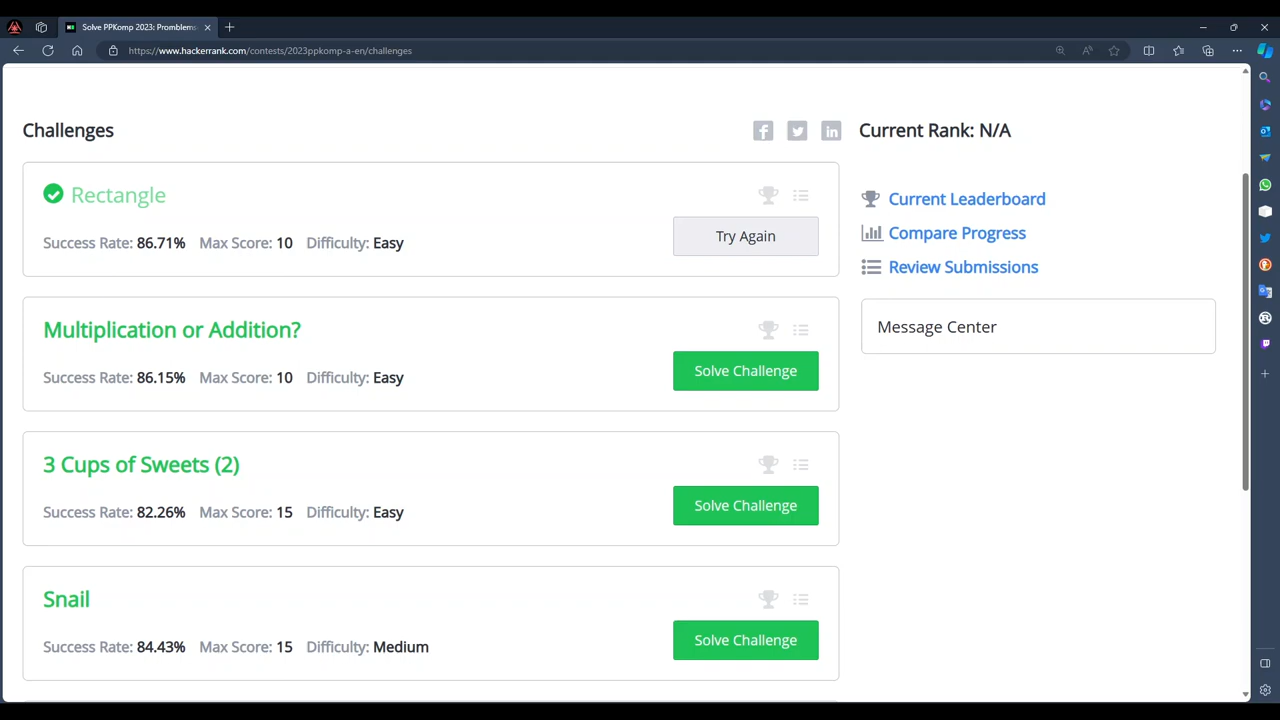 Solve PPKomp 2023: Promblems
https://www.hackerrank.com/contests/2023ppkomp-a-en/challenges
Challenges
Current Rank: N/A
Rectangle
Success Rate: 86.71% Max Score: 10 Difficulty: Easy
Try Again
Multiplication or Addition?
Success Rate: 86.15% Max Score: 10 Difficulty: Easy
Solve Challenge
3 Cups of Sweets (2)
Success Rate: 82.26% Max Score: 15 Difficulty: Easy
Solve Challenge
Snail
Success Rate: 84.43% Max Score: 15 Difficulty: Medium
Solve Challenge
Current Leaderboard
Compare Progress
Review Submissions
Message Center